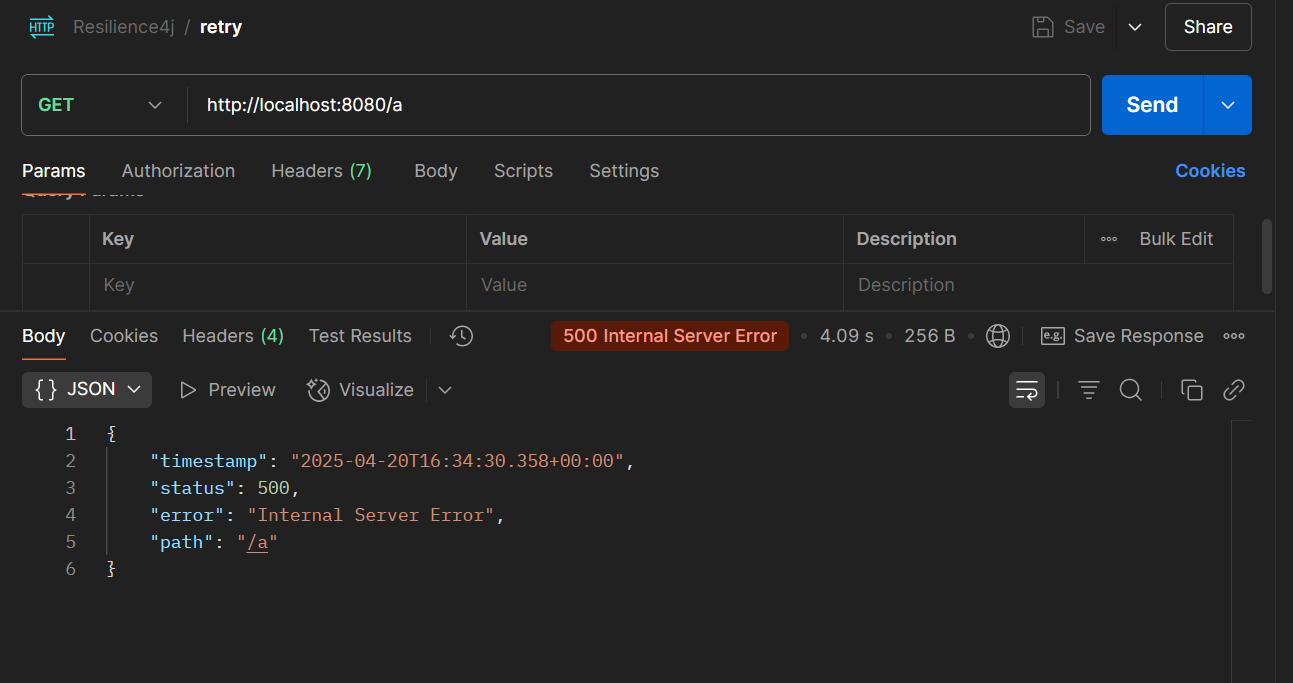 HTTP Resilience4j / retry Save Share
GET http://localhost:8080/a Send
Params Authorization Headers (7) Body Scripts Settings Cookies
Query Params
Key Value Description Bulk Edit
Key Value Description
Body Cookies Headers (4) Test Results 500 Internal Server Error • 4.09 s • 256 B • e.g. Save Response
{ } JSON Preview Visualize
1 {
2 "timestamp": "2025-04-20T16:34:30.358+00:00",
3 "status": 500,
4 "error": "Internal Server Error",
5 "path": "/a"
6 }